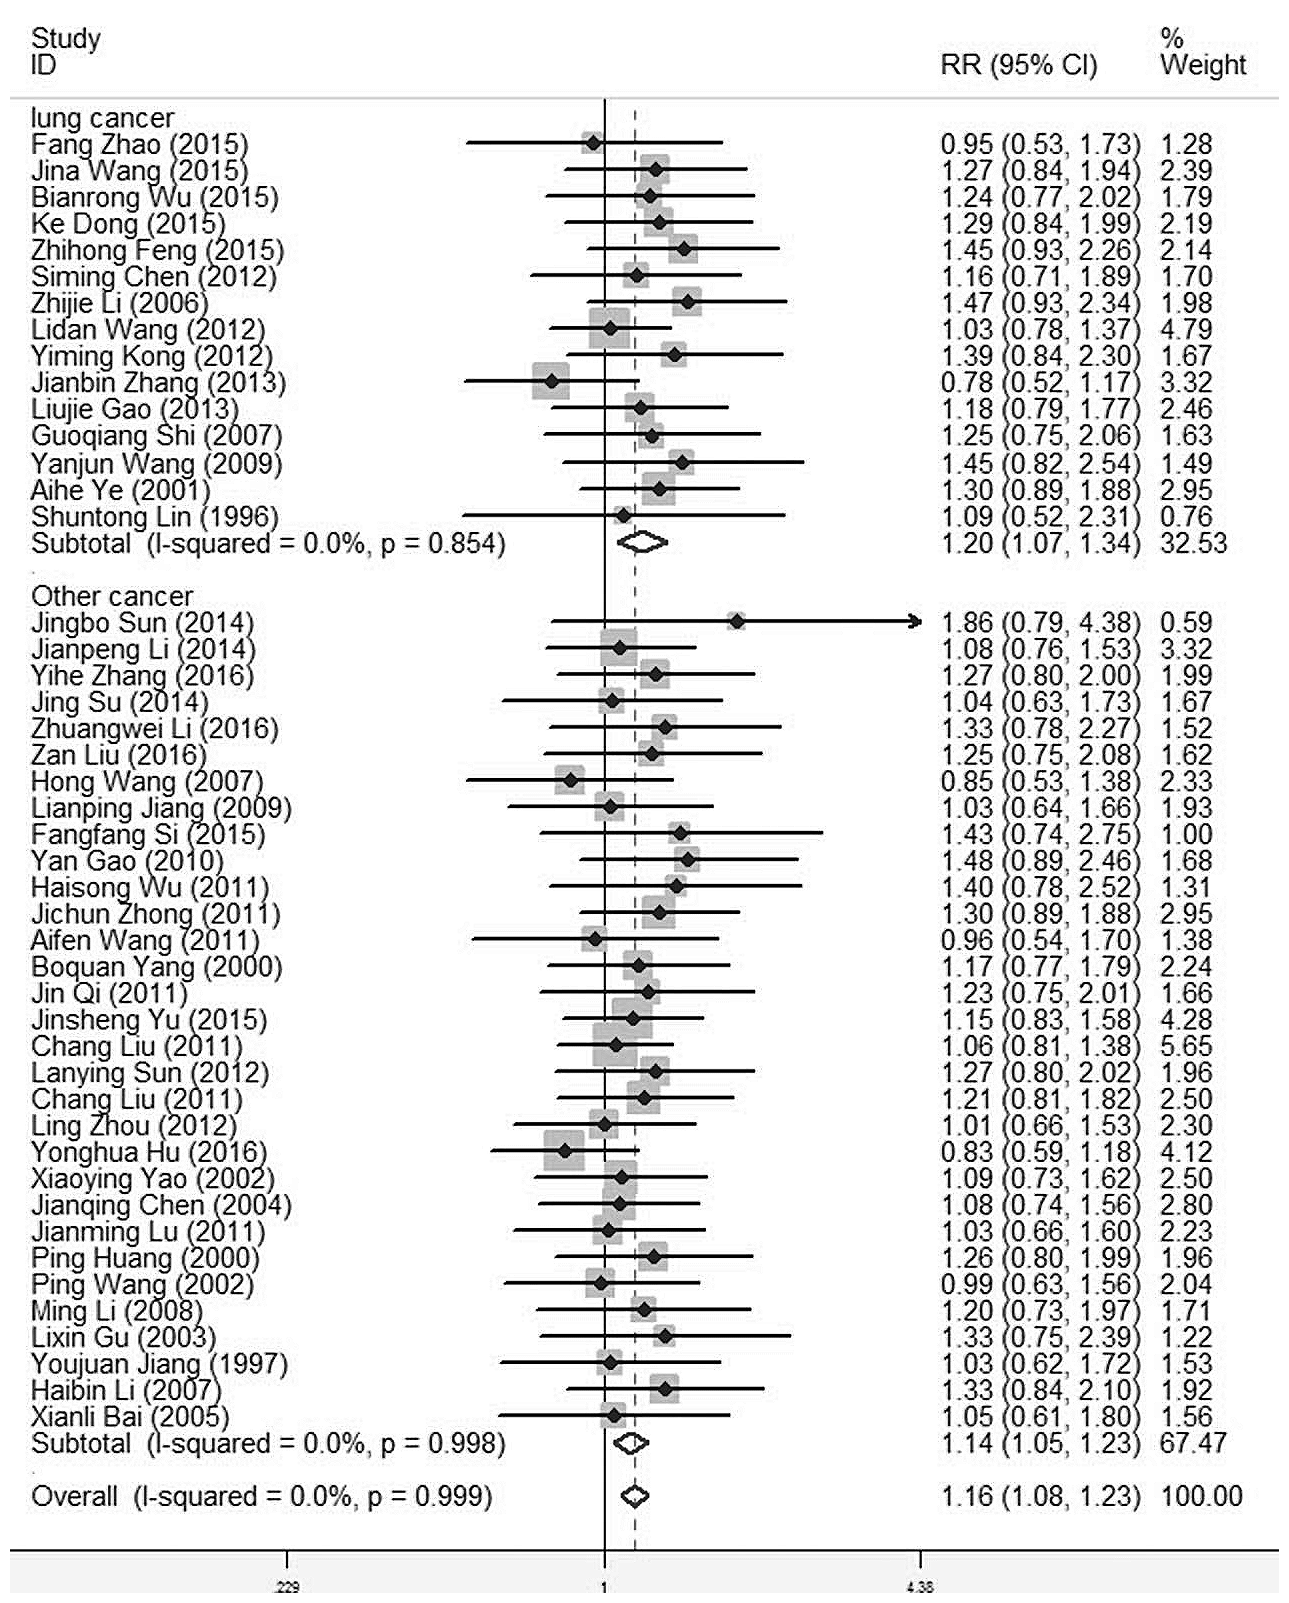 Study % 
ID RR (95% CI) Weight
lung cancer
Fang Zhao (2015) 0.95 (0.53, 1.73) 1.28
Jina Wang (2015) 1.27 (0.84, 1.94) 2.39
Bianrong Wu (2015) 1.24 (0.77, 2.02) 1.79
Ke Dong (2015) 1.29 (0.84, 1.99) 2.19
Zhihong Feng (2015) 1.45 (0.93, 2.26) 2.14
Siming Chen (2012) 1.16 (0.71, 1.89) 1.70
Zhijie Li (2006) 1.47 (0.93, 2.34) 1.98
Lidan Wang (2012) 1.03 (0.78, 1.37) 4.79
Yiming Kong (2012) 1.39 (0.84, 2.30) 1.67
Jianbin Zhang (2013) 0.78 (0.52, 1.17) 3.32
Liujie Gao (2013) 1.18 (0.79, 1.77) 2.46
Guoqiang Shi (2007) 1.25 (0.75, 2.06) 1.63
Yanjun Wang (2009) 1.45 (0.82, 2.54) 1.49
Aihe Ye (2001) 1.30 (0.89, 1.88) 2.95
Shuntong Lin (1996) 1.09 (0.52, 2.31) 0.76
Subtotal (I-squared = 0.0%, p = 0.854) 1.20 (1.07, 1.34) 32.53
.
Other cancer
Jingbo Sun (2014) 1.86 (0.79, 4.38) 0.59
Jianpeng Li (2014) 1.08 (0.76, 1.53) 3.32
Yihe Zhang (2016) 1.27 (0.80, 2.00) 1.99
Jing Su (2014) 1.04 (0.63, 1.73) 1.67
Zhuangwei Li (2016) 1.33 (0.78, 2.27) 1.52
Zan Liu (2016) 1.25 (0.75, 2.08) 1.62
Hong Wang (2007) 0.85 (0.53, 1.38) 2.33
Lianping Jiang (2009) 1.03 (0.64, 1.66) 1.93
Fangfang Si (2015) 1.43 (0.74, 2.75) 1.00
Yan Gao (2010) 1.48 (0.89, 2.46) 1.68
Haisong Wu (2011) 1.40 (0.78, 2.52) 1.31
Jichun Zhong (2011) 1.30 (0.89, 1.88) 2.95
Aifen Wang (2011) 0.96 (0.54, 1.70) 1.38
Boquan Yang (2000) 1.17 (0.77, 1.79) 2.24
Jin Qi (2011) 1.23 (0.75, 2.01) 1.66
Jinsheng Yu (2015) 1.15 (0.83, 1.58) 4.28
Chang Liu (2011) 1.06 (0.81, 1.38) 5.65
Lanying Sun (2012) 1.27 (0.80, 2.02) 1.96
Chang Liu (2011) 1.21 (0.81, 1.82) 2.50
Ling Zhou (2012) 1.01 (0.66, 1.53) 2.30
Yonghua Hu (2016) 0.83 (0.59, 1.18) 4.12
Xiaoying Yao (2002) 1.09 (0.73, 1.62) 2.50
Jianqing Chen (2004) 1.08 (0.74, 1.56) 2.80
Jianming Lu (2011) 1.03 (0.66, 1.60) 2.23
Ping Huang (2000) 1.26 (0.80, 1.99) 1.96
Ping Wang (2002) 0.99 (0.63, 1.56) 2.04
Ming Li (2008) 1.20 (0.73, 1.97) 1.71
Lixin Gu (2003) 1.33 (0.75, 2.39) 1.22
Youjuan Jiang (1997) 1.03 (0.62, 1.72) 1.53
Haibin Li (2007) 1.33 (0.84, 2.10) 1.92
Xianli Bai (2005) 1.05 (0.61, 1.80) 1.56
Subtotal (I-squared = 0.0%, p = 0.998) 1.14 (1.05, 1.23) 67.47
.
Overall (I-squared = 0.0%, p = 0.999) 1.16 (1.08, 1.23) 100.00
.229 1 4.38